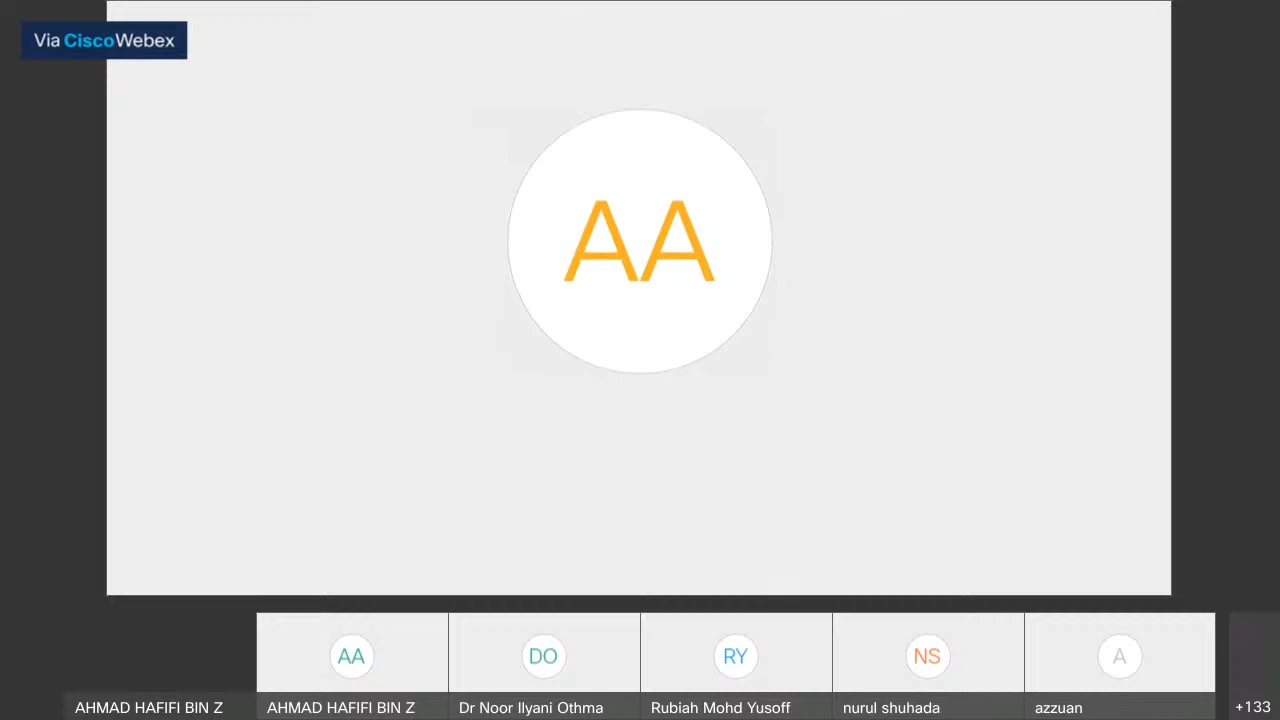 Via CiscoWebex
AA
AA
DO
RY
NS
A
AHMAD HAFIFI BIN Z
AHMAD HAFIFI BIN Z
Dr Noor Ilyani Othma
Rubiah Mohd Yusoff
nurul shuhada
azzuan
+133